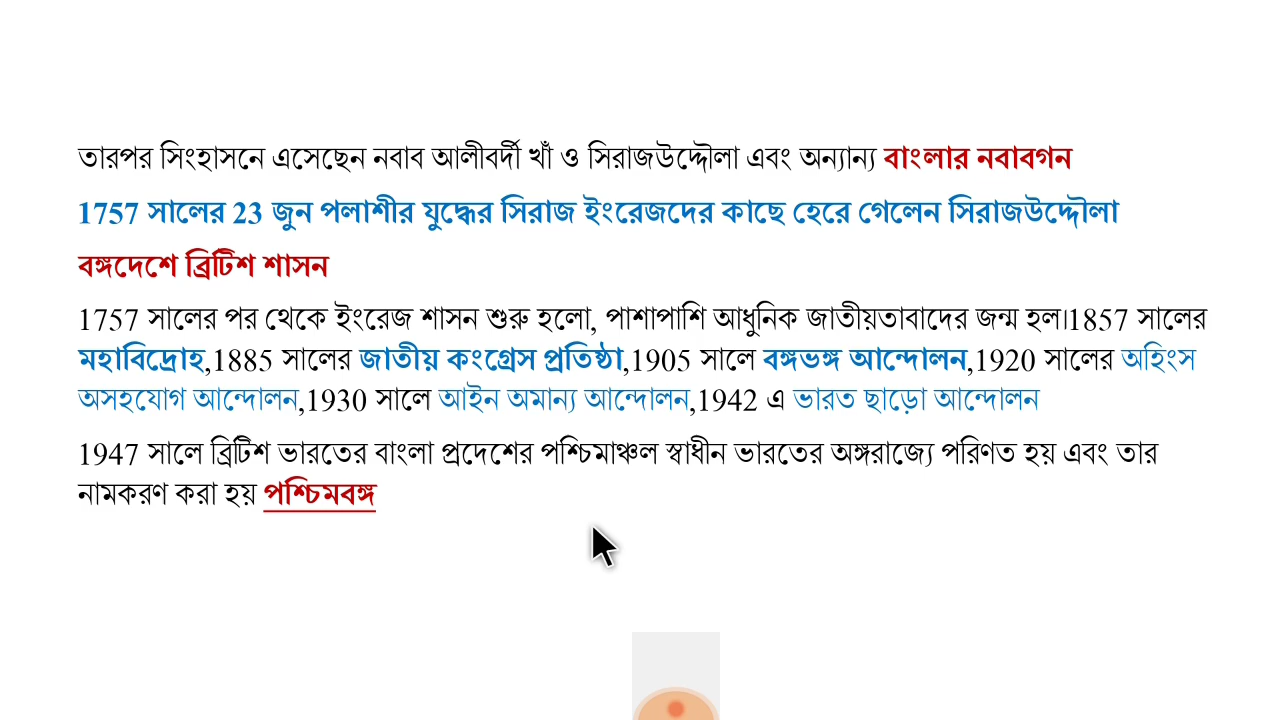 তারপর সিংহাসনে এসেছেন নবাব আলীবর্দী খাঁ ও সিরাজউদ্দৌলা এবং অন্যান্য বাংলার নবাবগন
1757 সালের 23 জুন পলাশীর যুদ্ধের সিরাজ ইংরেজদের কাছে হেরে গেলেন সিরাজউদ্দৌলা
বঙ্গদেশে ব্রিটিশ শাসন
1757 সালের পর থেকে ইংরেজ শাসন শুরু হলো, পাশাপাশি আধুনিক জাতীয়তাবাদের জন্ম হল।1857 সালের
মহাবিদ্রোহ,1885 সালের জাতীয় কংগ্রেস প্রতিষ্ঠা,1905 সালে বঙ্গভঙ্গ আন্দোলন,1920 সালের অহিংস
অসহযোগ আন্দোলন,1930 সালে আইন অমান্য আন্দোলন,1942 এ ভারত ছাড়ো আন্দোলন
1947 সালে ব্রিটিশ ভারতের বাংলা প্রদেশের পশ্চিমাঞ্চল স্বাধীন ভারতের অঙ্গরাজ্যে পরিণত হয় এবং তার
নামকরণ করা হয় পশ্চিমবঙ্গ